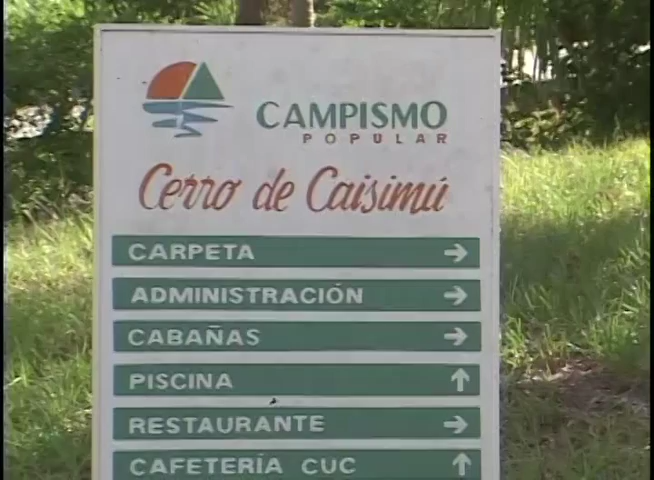 CAMPISMO
POPULAR
Cerro de Caisimú
CARPETA →
ADMINISTRACIÓN →
CABAÑAS →
PISCINA ↑
RESTAURANTE →
CAFETERÍA CUC ↑